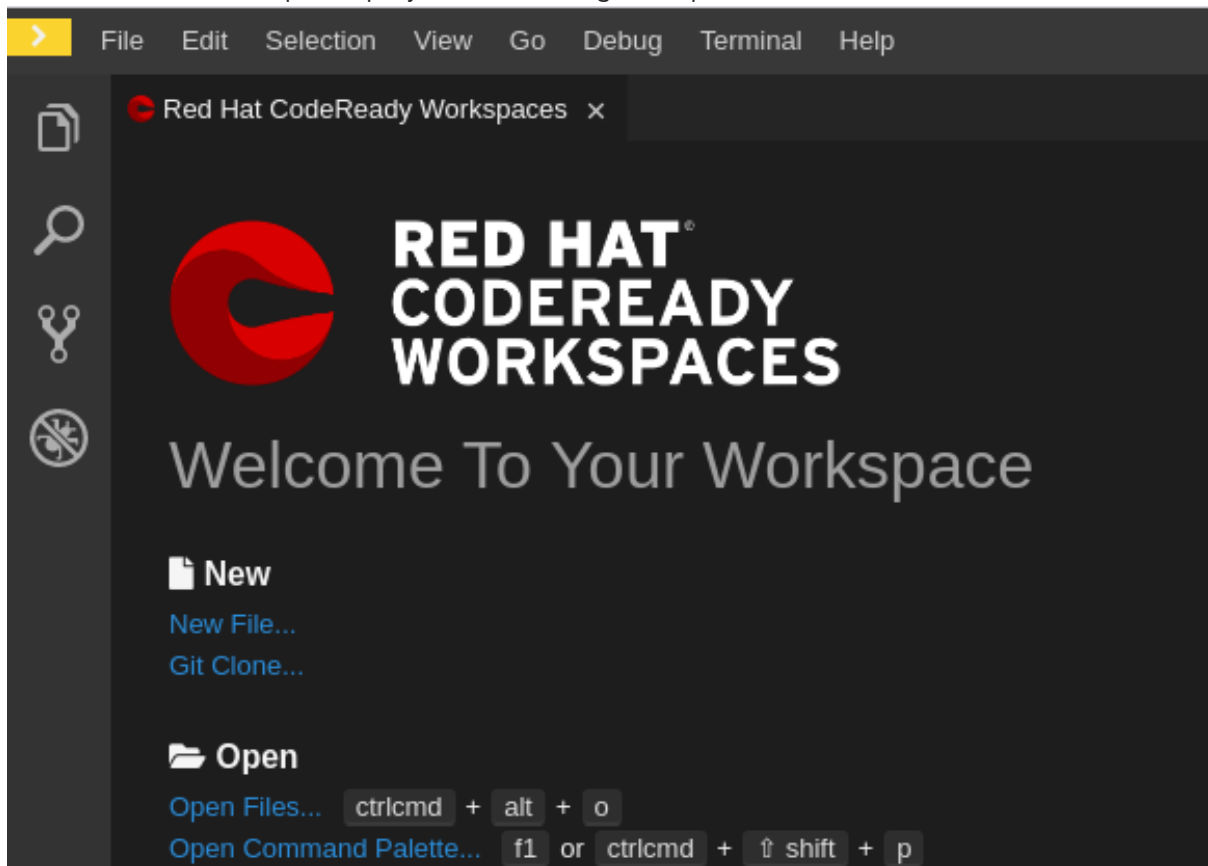 File Edit Selection View Go Debug Terminal Help
Red Hat CodeReady Workspaces ×
RED HAT®
CODEREADY
WORKSPACES
Welcome To Your Workspace
New
New File...
Git Clone...
Open
Open Files... ctrlcmd + alt + o
Open Command Palette... f1 or ctrlcmd + ⇧ shift + p